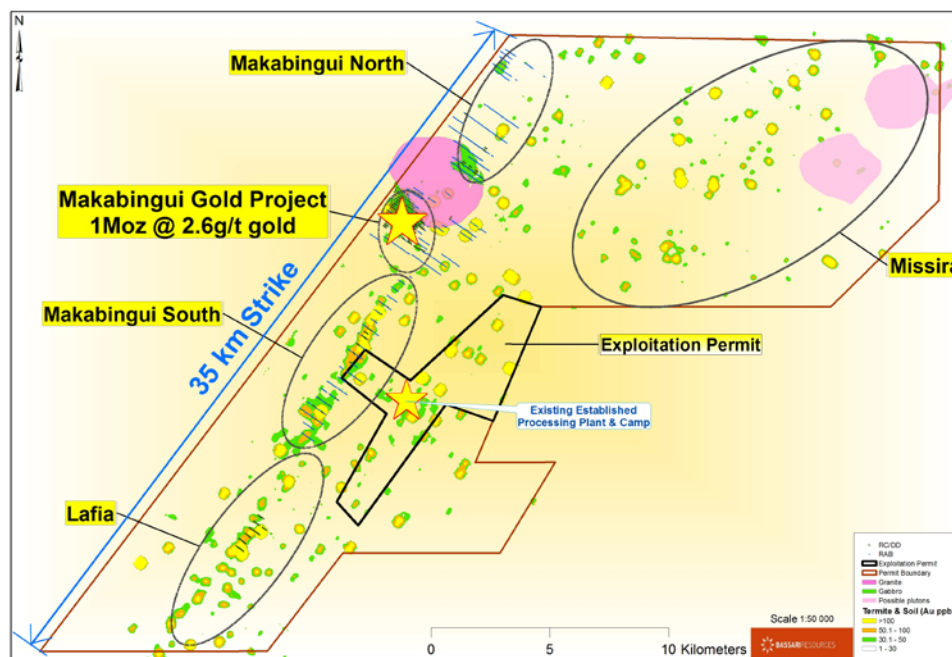 N
Makabingui North
Makabingui Gold Project
1Moz @ 2.6g/t gold
Missira
Makabingui South
35 km Strike
Exploitation Permit
Existing Established
Processing Plant & Camp
Lafia
RC/DD
RAB
Exploitation Permit
Permit Boundary
Granite
Gabbro
Possible plutons
Termite & Soil (Au ppb
>100
50.1 - 100
30.1 - 50
1 - 30
Scale 1:50 000
0 5 10 Kilometers
BASSARI RESOURCES